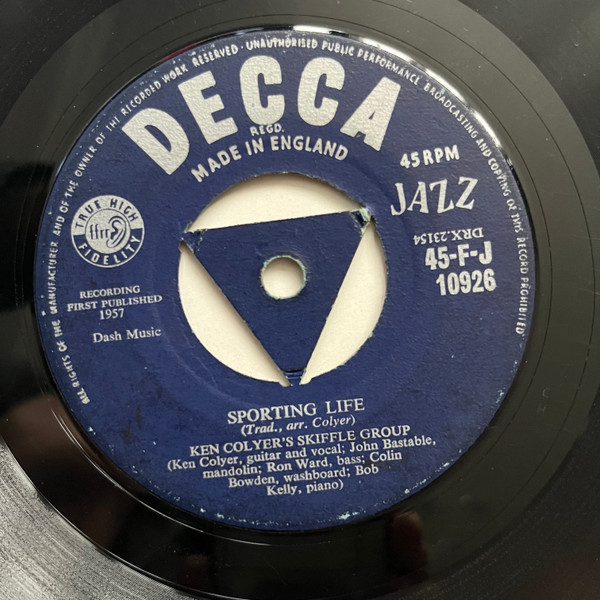 ALL RIGHTS OF THE MANUFACTURER AND OF THE OWNER OF THE RECORDED WORK RESERVED · UNAUTHORISED PUBLIC PERFORMANCE, BROADCASTING AND COPYING OF THIS RECORD PROHIBITED
DECCA
REGD.
MADE IN ENGLAND
45 RPM
JAZZ
DRX.23154
45-F-J
10926
TRUE HIGH
ffrr
FIDELITY
RECORDING
FIRST PUBLISHED
1957
Dash Music
SPORTING LIFE
(Trad., arr. Colyer)
KEN COLYER'S SKIFFLE GROUP
(Ken Colyer, guitar and vocal; John Bastable,
mandolin; Ron Ward, bass; Colin
Bowden, washboard; Bob
Kelly, piano)